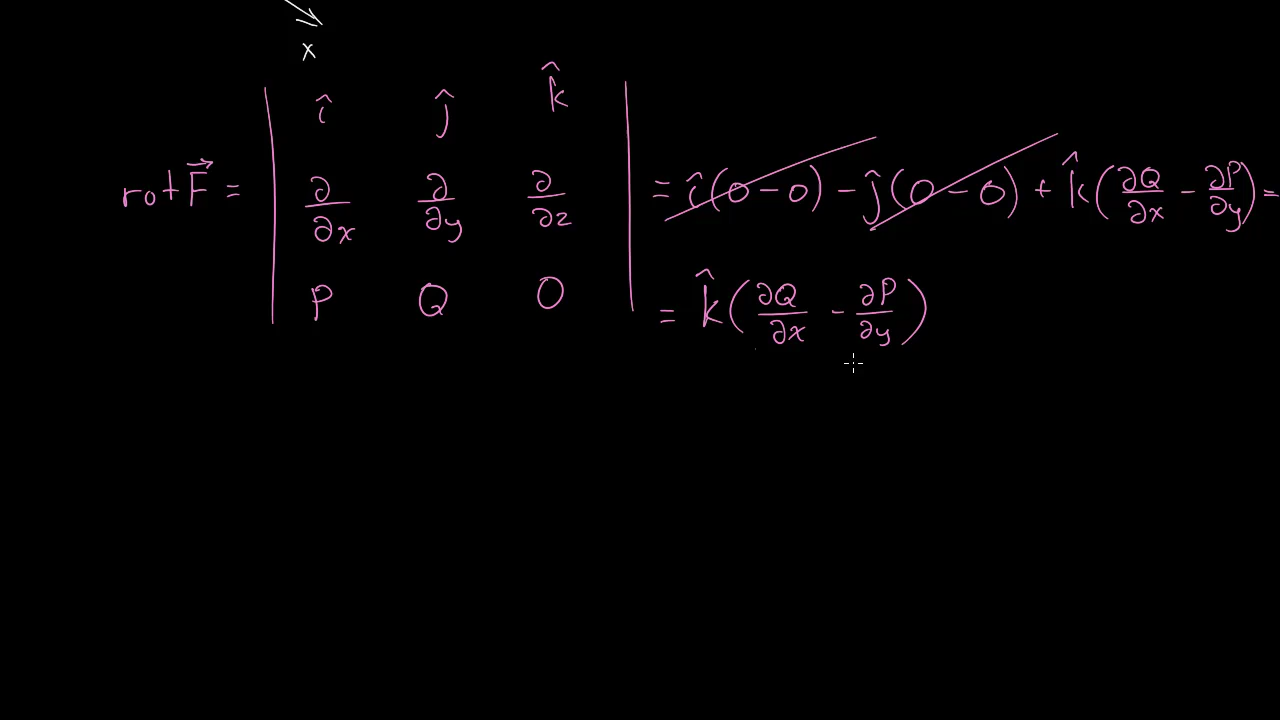 x
î ĵ k̂
rot F⃗ = | ∂/∂x ∂/∂y ∂/∂z | = î(0 − 0) − ĵ(0 − 0) + k̂(∂Q/∂x − ∂P/∂y) =
P Q 0
= k̂(∂Q/∂x − ∂P/∂y)